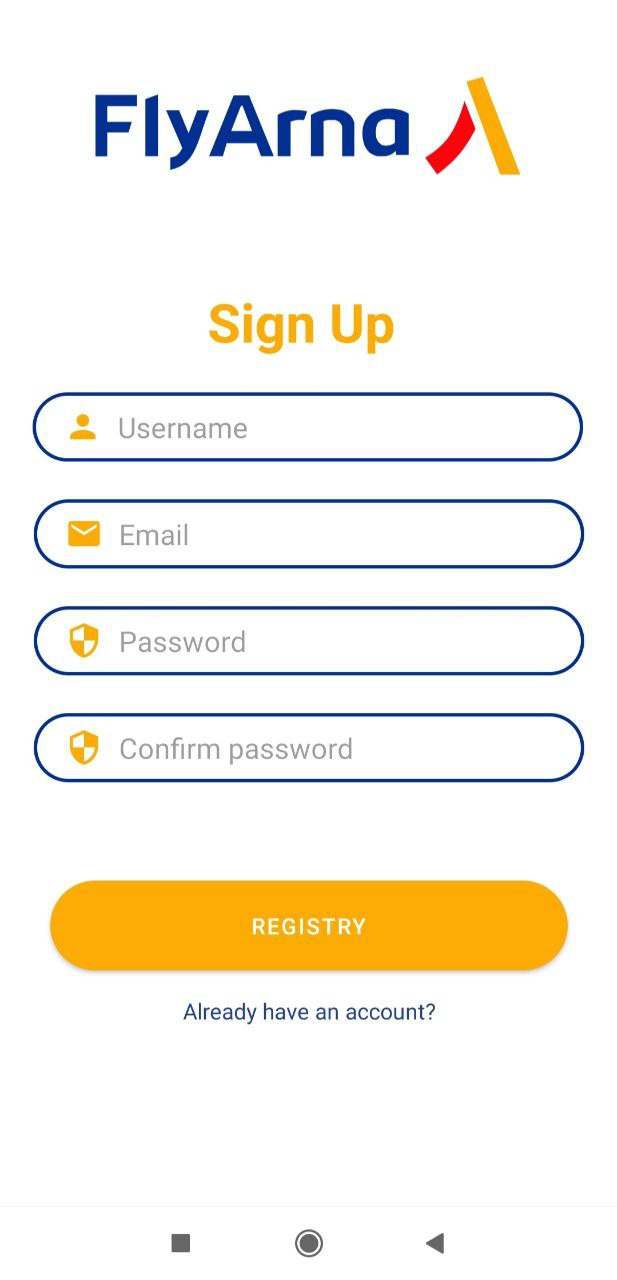 FlyArna
Sign Up
Username
Email
Password
Confirm password
REGISTRY
Already have an account?